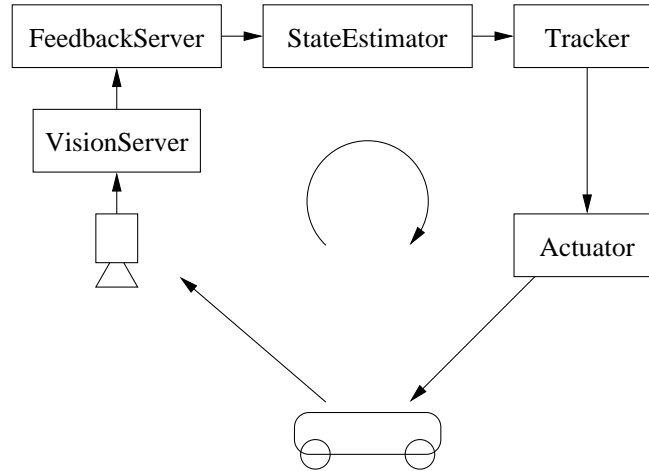 FeedbackServer
StateEstimator
Tracker
VisionServer
Actuator